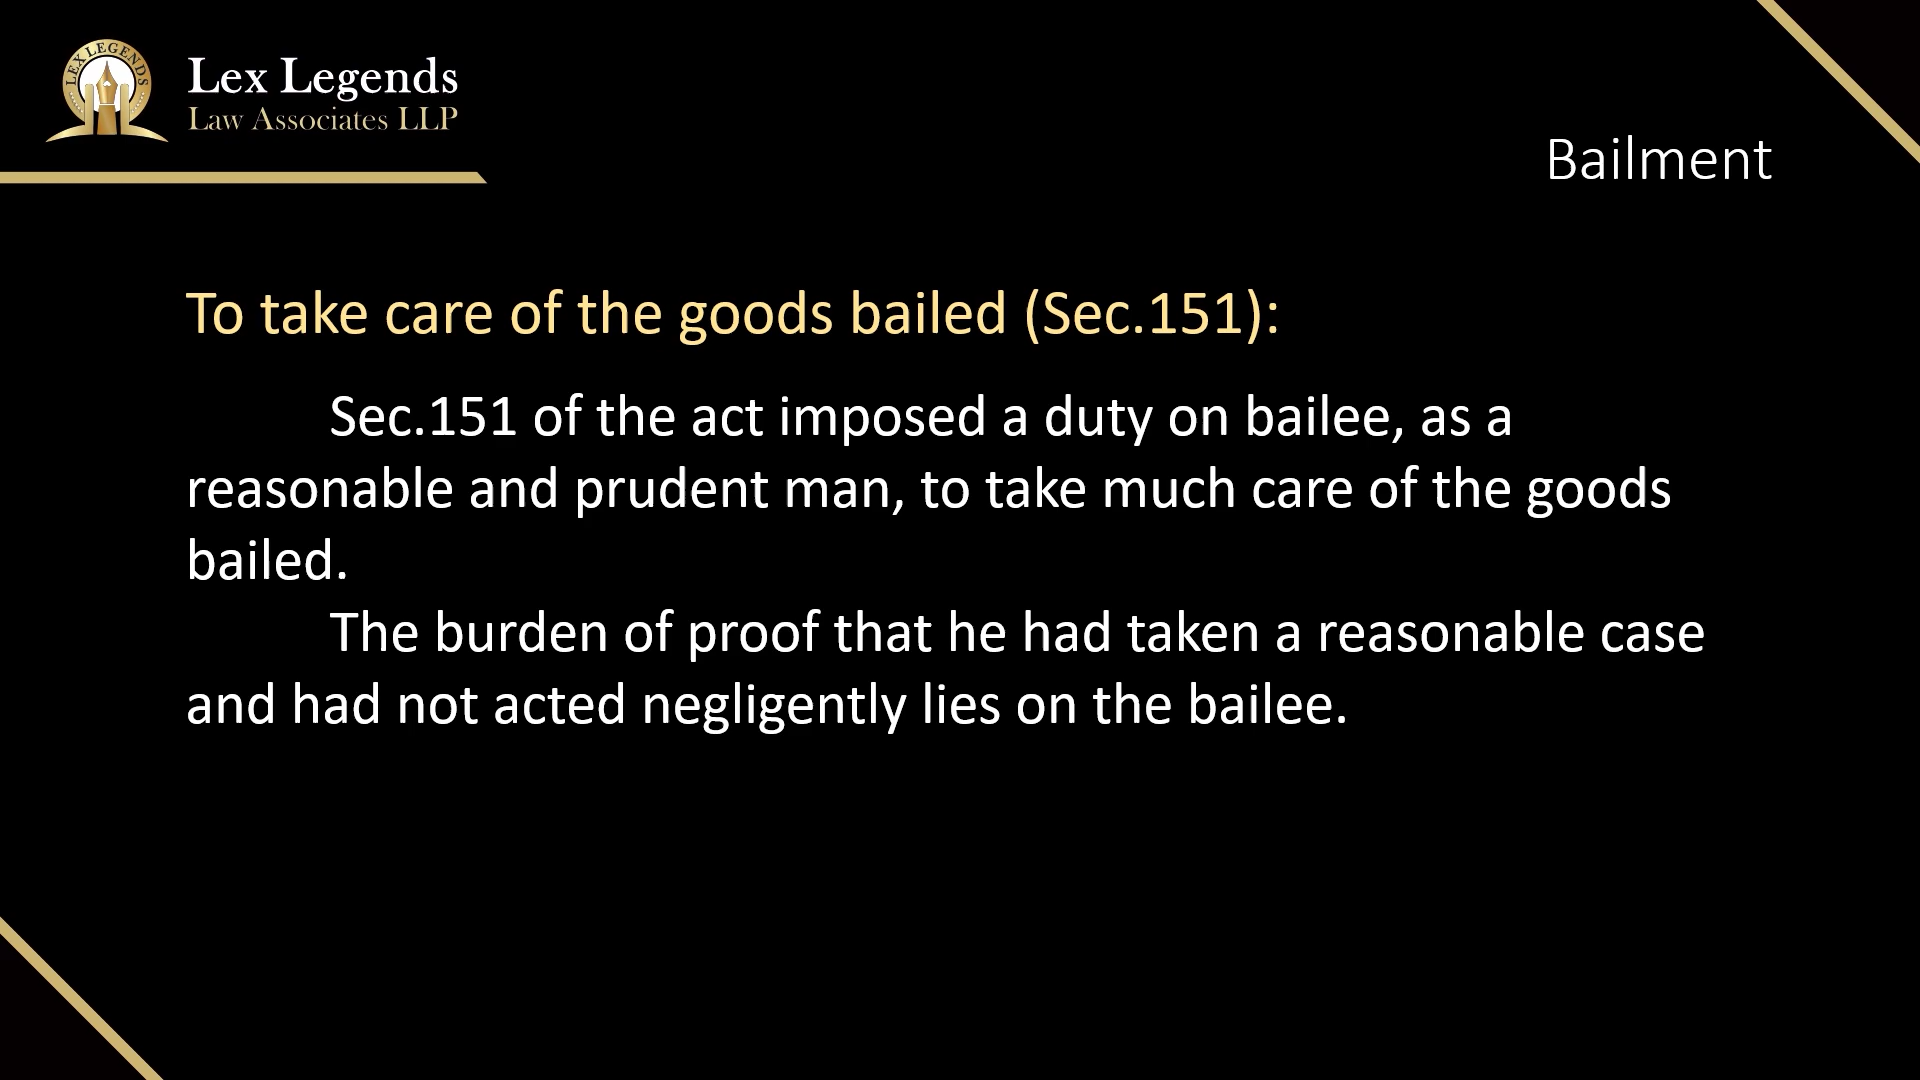 LEX LEGENDS
Lex Legends
Law Associates LLP
Bailment
To take care of the goods bailed (Sec.151):
Sec.151 of the act imposed a duty on bailee, as a
reasonable and prudent man, to take much care of the goods
bailed.
The burden of proof that he had taken a reasonable case
and had not acted negligently lies on the bailee.